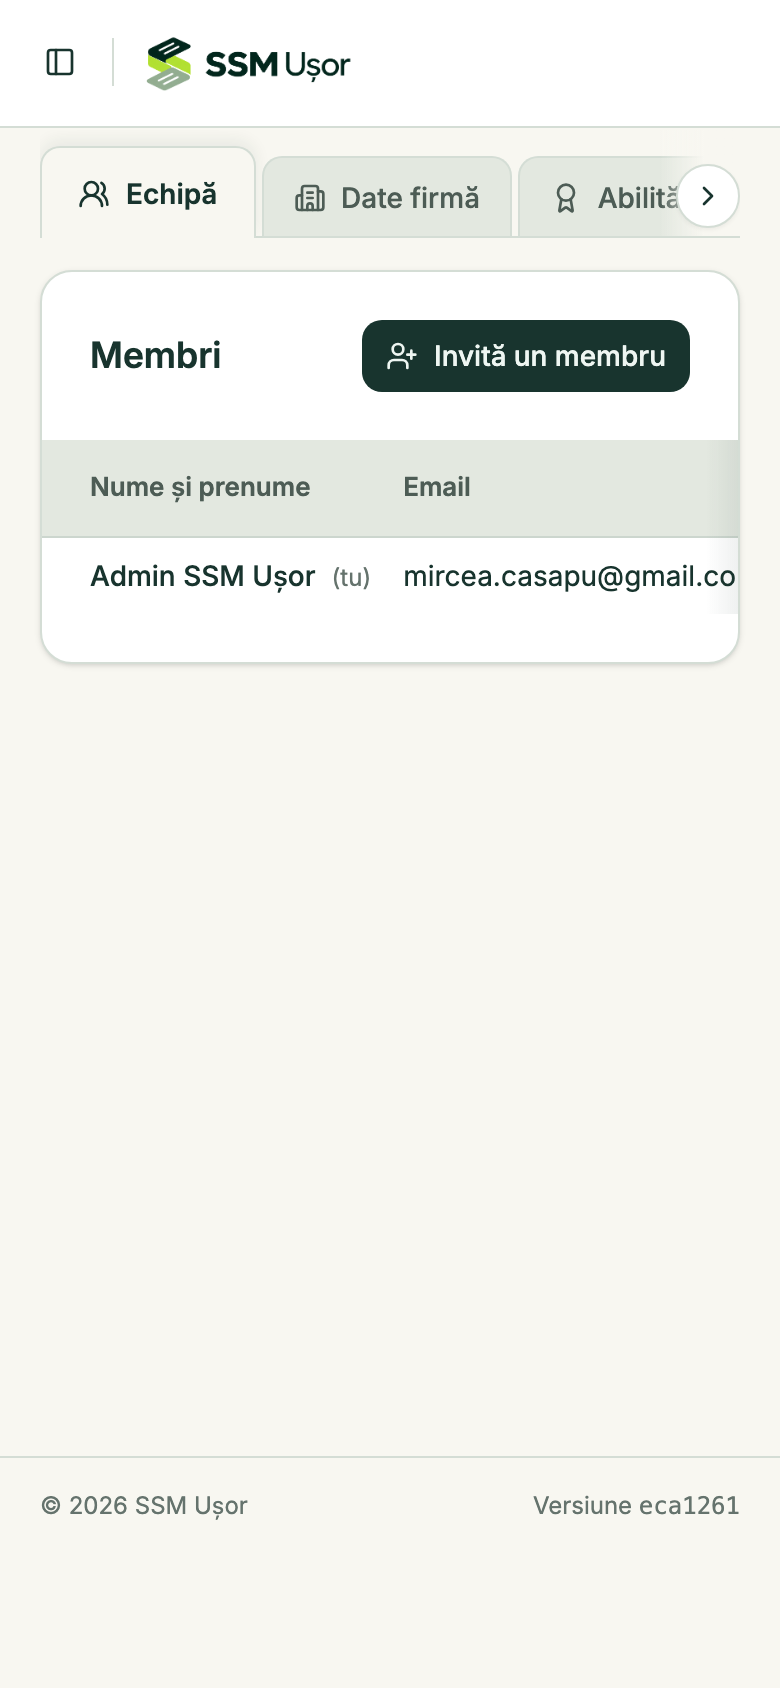 SSM Ușor
Echipă
Date firmă
Abilită
Membri
Invită un membru
Nume și prenume
Email
Admin SSM Ușor (tu)
mircea.casapu@gmail.co
© 2026 SSM Ușor
Versiune eca1261